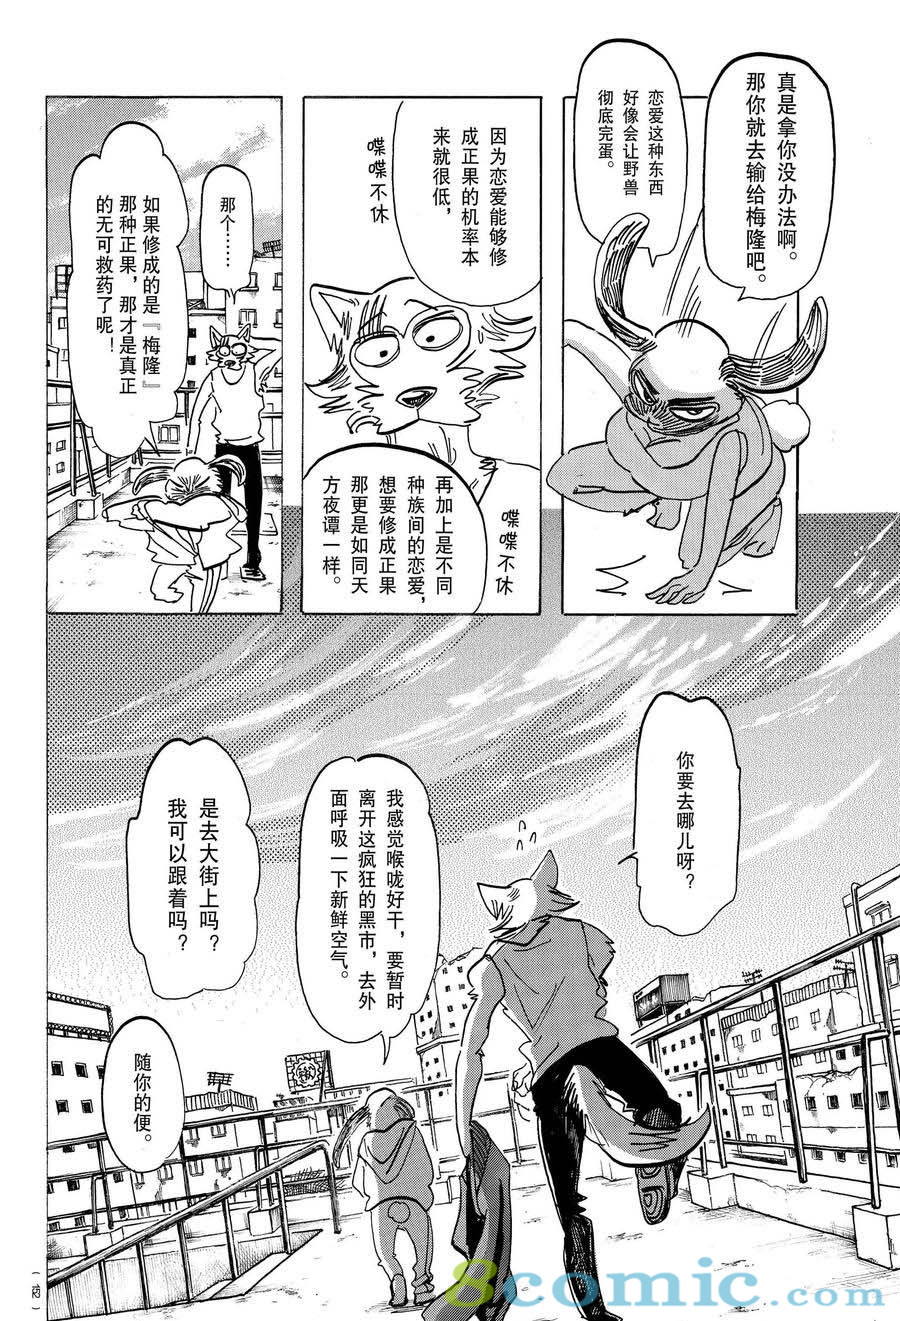 真是拿你没办法啊。
那你就去输给梅隆吧。
恋爱这种东西
好像会让野兽
彻底完蛋。
因为恋爱能够修
成正果的机率本
来就很低，
喋喋不休
再加上是不同
种族间的恋爱，
想要修成正果
那更是如同天
方夜谭一样。
喋喋不休
那个……
如果修成的是『梅隆』
那种正果，那才是真正
的无可救药了呢！
你要去哪儿呀？
我感觉喉咙好干，要暂时
离开这疯狂的黑市，去外
面呼吸一下新鲜空气。
是去大街上吗？
我可以跟着吗？
随你的便。
(12)
8comic.com